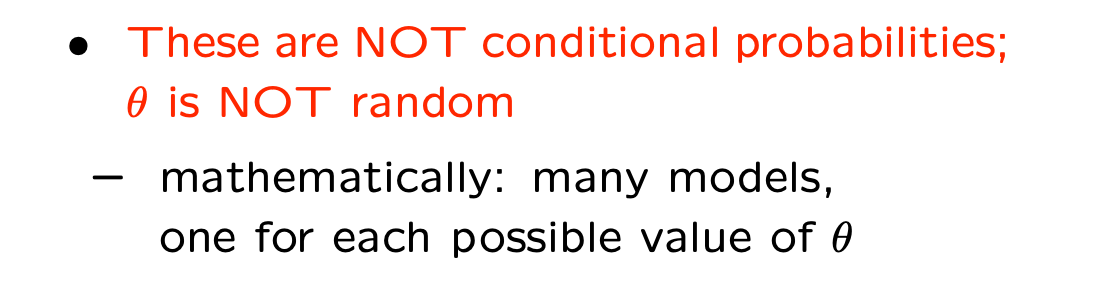 • These are NOT conditional probabilities;
θ is NOT random
– mathematically: many models,
one for each possible value of θ